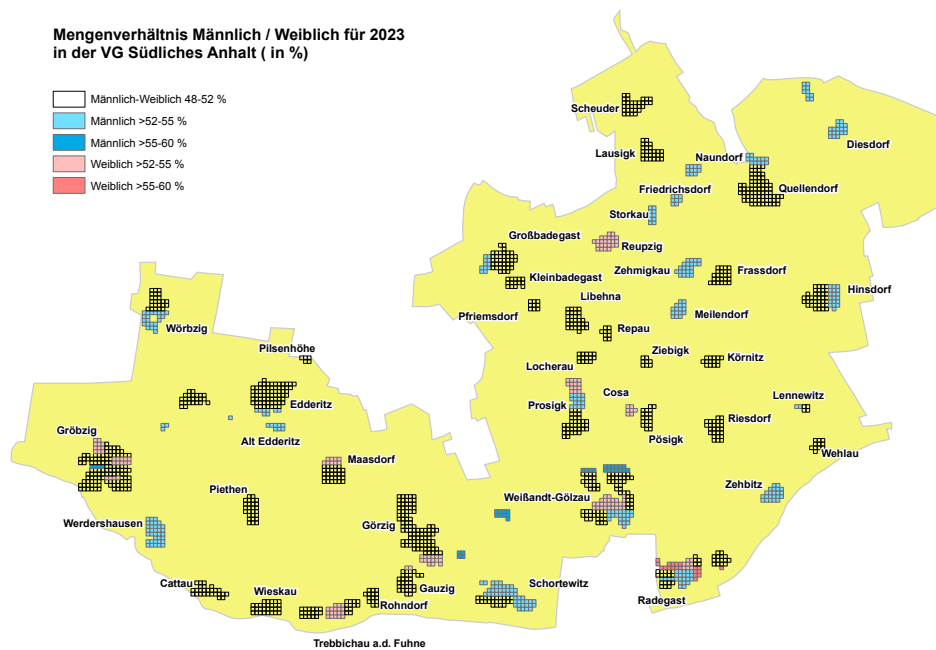 Mengenverhältnis Männlich / Weiblich für 2023
in der VG Südliches Anhalt ( in %)
Männlich-Weiblich 48-52 %
Männlich >52-55 %
Männlich >55-60 %
Weiblich >52-55 %
Weiblich >55-60 %
Scheuder
Diesdorf
Lausigk
Naundorf
Friedrichsdorf
Quellendorf
Storkau
Großbadegast
Reupzig
Zehmigkau
Frassdorf
Kleinbadegast
Hinsdorf
Libehna
Pfriemsdorf
Meilendorf
Wörbzig
Repau
Pilsenhöhe
Ziebigk
Körnitz
Locherau
Cosa
Lennewitz
Edderitz
Prosigk
Riesdorf
Gröbzig
Alt Edderitz
Pösigk
Wehlau
Maasdorf
Zehbitz
Piethen
Weißandt-Gölzau
Werdershausen
Görzig
Cattau
Wieskau
Gauzig
Schortewitz
Radegast
Rohndorf
Trebbichau a.d. Fuhne